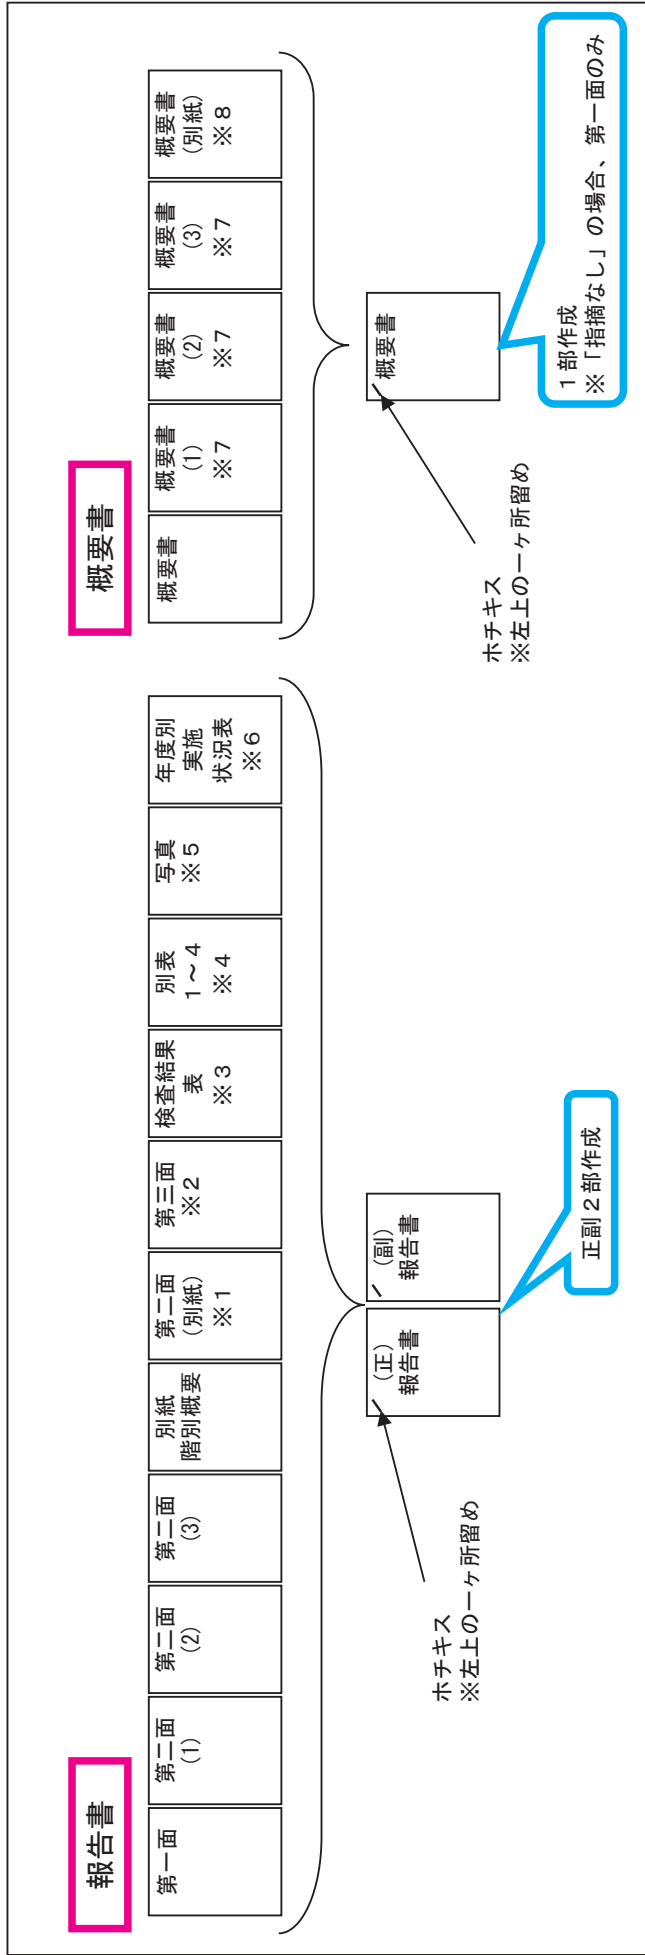 報告書
第一面
第二面
(1)
第二面
(2)
第二面
(3)
別紙
階別概要
第二面
(別紙)
※1
第三面
※2
検査結果
表
※3
別表
1～4
※4
写真
※5
年度別
実施
状況表
※6
ホチキス
※左上の一ヶ所留め
(正)
報告書
(副)
報告書
正副2部作成
概要書
概要書
概要書
(1)
※7
概要書
(2)
※7
概要書
(3)
※7
概要書
(別紙)
※8
ホチキス
※左上の一ヶ所留め
概要書
1部作成
※「指摘なし」の場合、第一面のみ